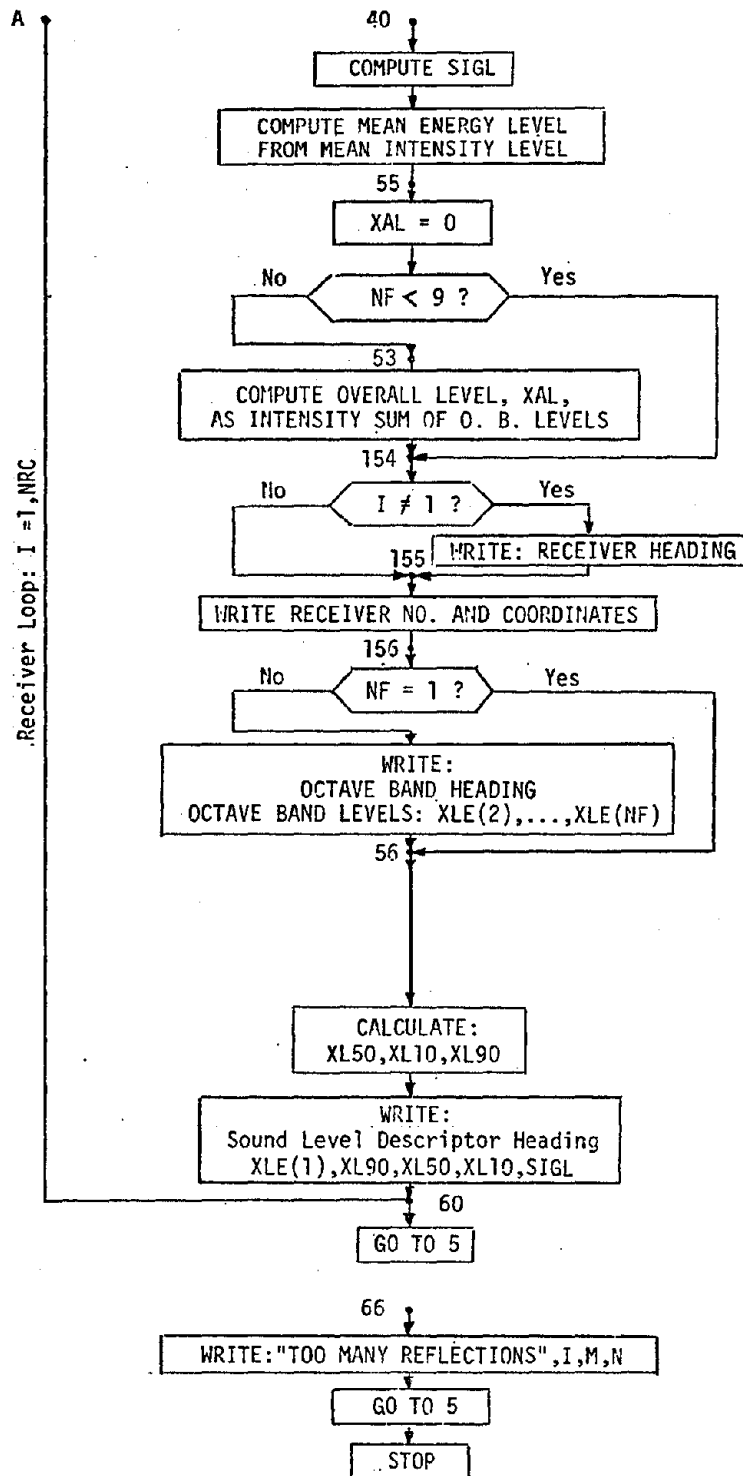 A
40
COMPUTE SIGL
COMPUTE MEAN ENERGY LEVEL
FROM MEAN INTENSITY LEVEL
55
XAL = 0
No
NF < 9 ?
Yes
53
COMPUTE OVERALL LEVEL, XAL,
AS INTENSITY SUM OF O. B. LEVELS
154
No
I ≠ 1 ?
Yes
155
WRITE: RECEIVER HEADING
WRITE RECEIVER NO. AND COORDINATES
156
No
NF = 1 ?
Yes
WRITE:
OCTAVE BAND HEADING
OCTAVE BAND LEVELS: XLE(2),...,XLE(NF)
56
Receiver Loop: I =1,NRC
CALCULATE:
XL50,XL10,XL90
WRITE:
Sound Level Descriptor Heading
XLE(1),XL90,XL50,XL10,SIGL
60
GO TO 5
66
WRITE:"TOO MANY REFLECTIONS",I,M,N
GO TO 5
STOP